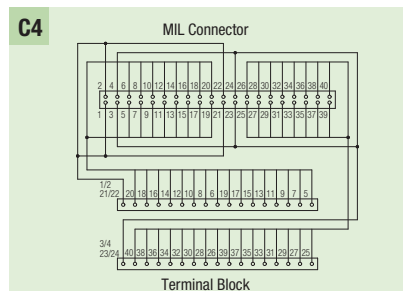 C4
MIL Connector
2 4 6 8 10 12 14 16 18 20 22 24 26 28 30 32 34 36 38 40
1 3 5 7 9 11 13 15 17 19 21 23 25 27 29 31 33 35 37 39
1/2
21/22 20 18 16 14 12 10 8 6 19 17 15 13 11 9 7 5
3/4
23/24 40 38 36 34 32 30 28 26 39 37 35 33 31 29 27 25
Terminal Block